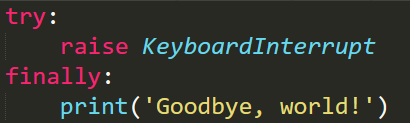 try:
    raise KeyboardInterrupt
finally:
    print('Goodbye, world!')